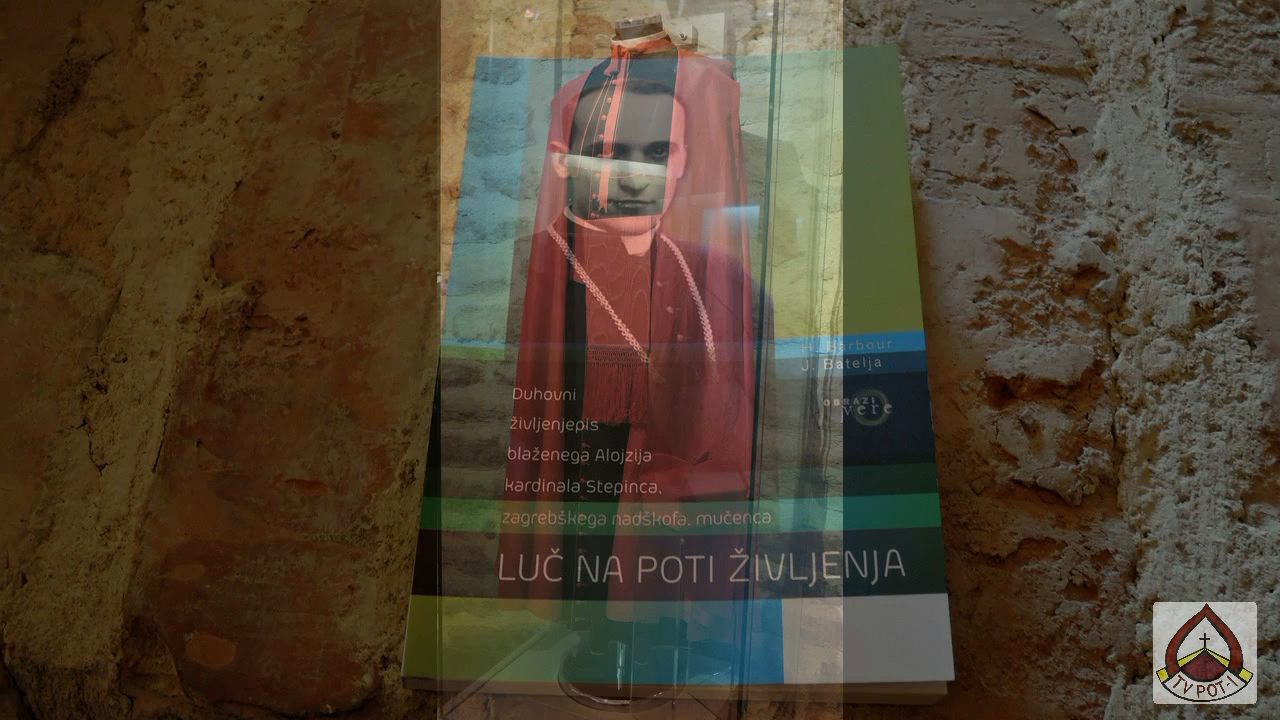 H. Barbour
J. Batelja
OBRAZI
vere
Duhovni
življenjepis
blaženega Alojzija
kardinala Stepinca,
zagrebškega nadškofa, mučenca
LUČ NA POTI ŽIVLJENJA
TV POT-1